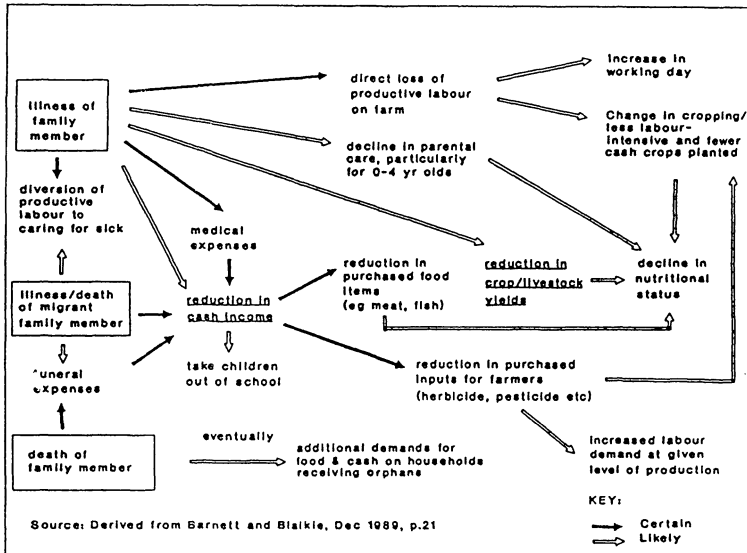 Illness of
family
member
direct loss of
productive labour
on farm
increase in
working day
Change in cropping/
less labour-
intensive and fewer
cash crops planted
decline in parental
care, particularly
for 0-4 yr olds
diversion of
productive
labour to
caring for sick
medical
expenses
reduction in
purchased food
items
(eg meat, fish)
reduction in
crop/livestock
yields
decline in
nutritional
status
Illness/death
of migrant
family member
reduction in
cash income
take children
out of school
funeral
expenses
reduction in purchased
inputs for farmers
(herbicide, pesticide etc)
death of
family member
eventually
additional demands for
food & cash on households
receiving orphans
increased labour
demand at given
level of production
KEY:
Certain
Likely
Source: Derived from Barnett and Blaikie, Dec 1989, p.21